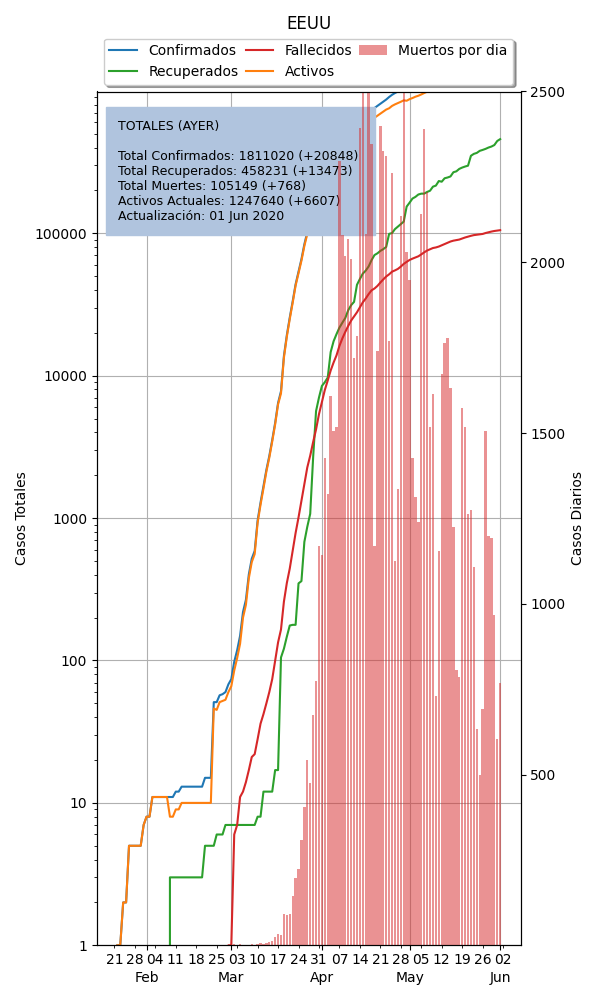 EEUU
Confirmados Fallecidos Muertos por dia
Recuperados Activos
TOTALES (AYER)
Total Confirmados: 1811020 (+20848)
Total Recuperados: 458231 (+13473)
Total Muertes: 105149 (+768)
Activos Actuales: 1247640 (+6607)
Actualización: 01 Jun 2020
Casos Totales
100000
10000
1000
100
10
1
2500
2000
1500
1000
500
Casos Diarios
21 28 04 11 18 25 03 10 17 24 31 07 14 21 28 05 12 19 26 02
Feb Mar Apr May Jun